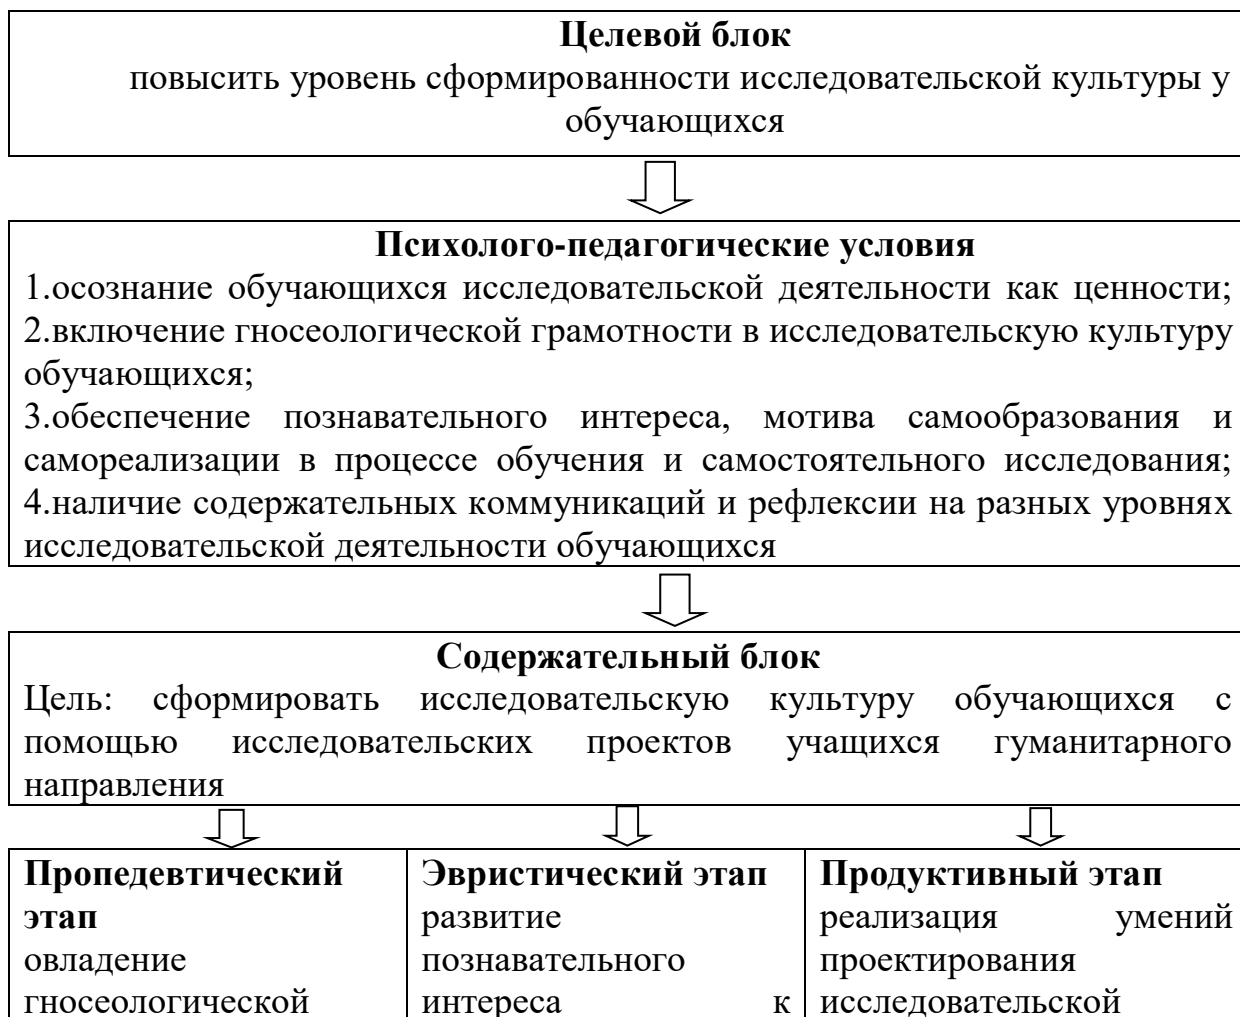 Целевой блок
повысить уровень сформированности исследовательской культуры у
обучающихся
Психолого-педагогические условия
1.осознание обучающихся исследовательской деятельности как ценности;
2.включение гносеологической грамотности в исследовательскую культуру
обучающихся;
3.обеспечение познавательного интереса, мотива самообразования и
самореализации в процессе обучения и самостоятельного исследования;
4.наличие содержательных коммуникаций и рефлексии на разных уровнях
исследовательской деятельности обучающихся
Содержательный блок
Цель: сформировать исследовательскую культуру обучающихся с
помощью исследовательских проектов учащихся гуманитарного
направления
Пропедевтический
этап
овладение
гносеологической
Эвристический этап
развитие
познавательного
интереса к
Продуктивный этап
реализация умений
проектирования
исследовательской